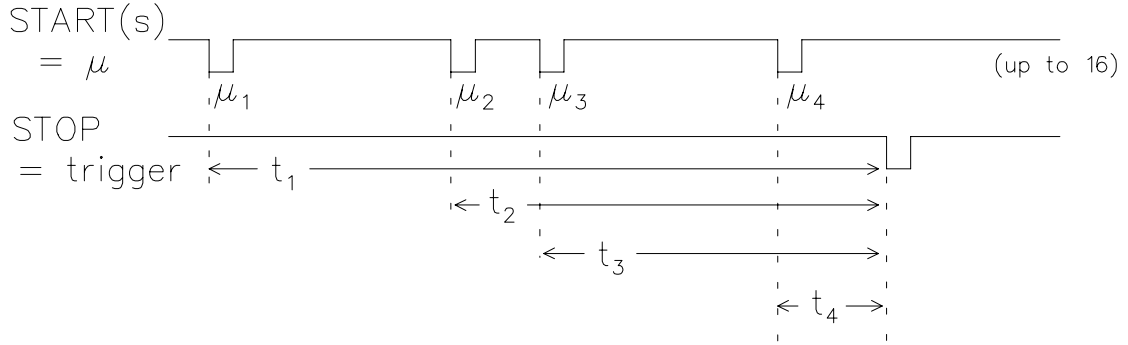 START(s)
= μ
(up to 16)
μ1
μ2
μ3
μ4
STOP
= trigger
t1
t2
t3
t4